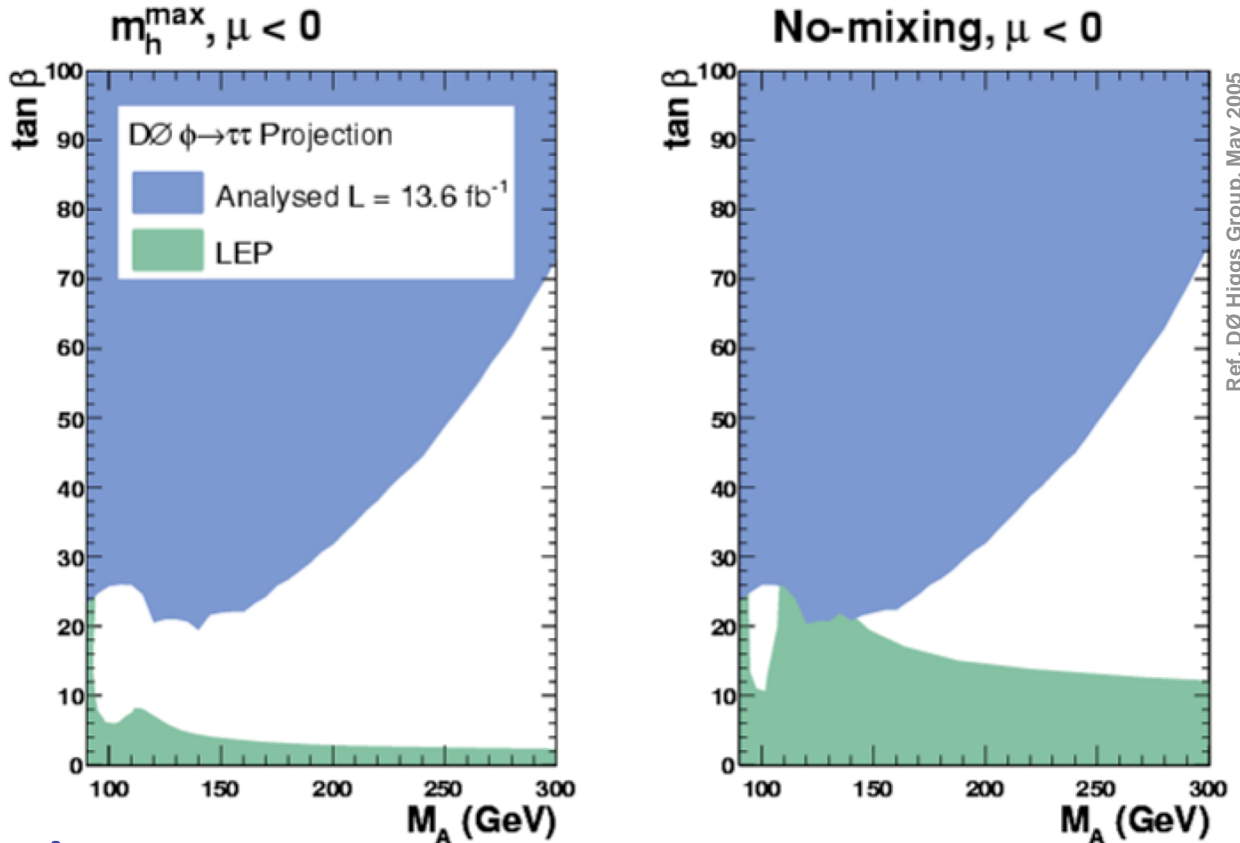 m_h^max, μ < 0
tan β
100
90
80
70
60
50
40
30
20
10
0
DØ ϕ→ττ Projection
Analysed L = 13.6 fb⁻¹
LEP
100 150 200 250 300
M_A (GeV)
No-mixing, μ < 0
tan β
100
90
80
70
60
50
40
30
20
10
0
100 150 200 250 300
M_A (GeV)
Ref. DØ Higgs Group, May 2005